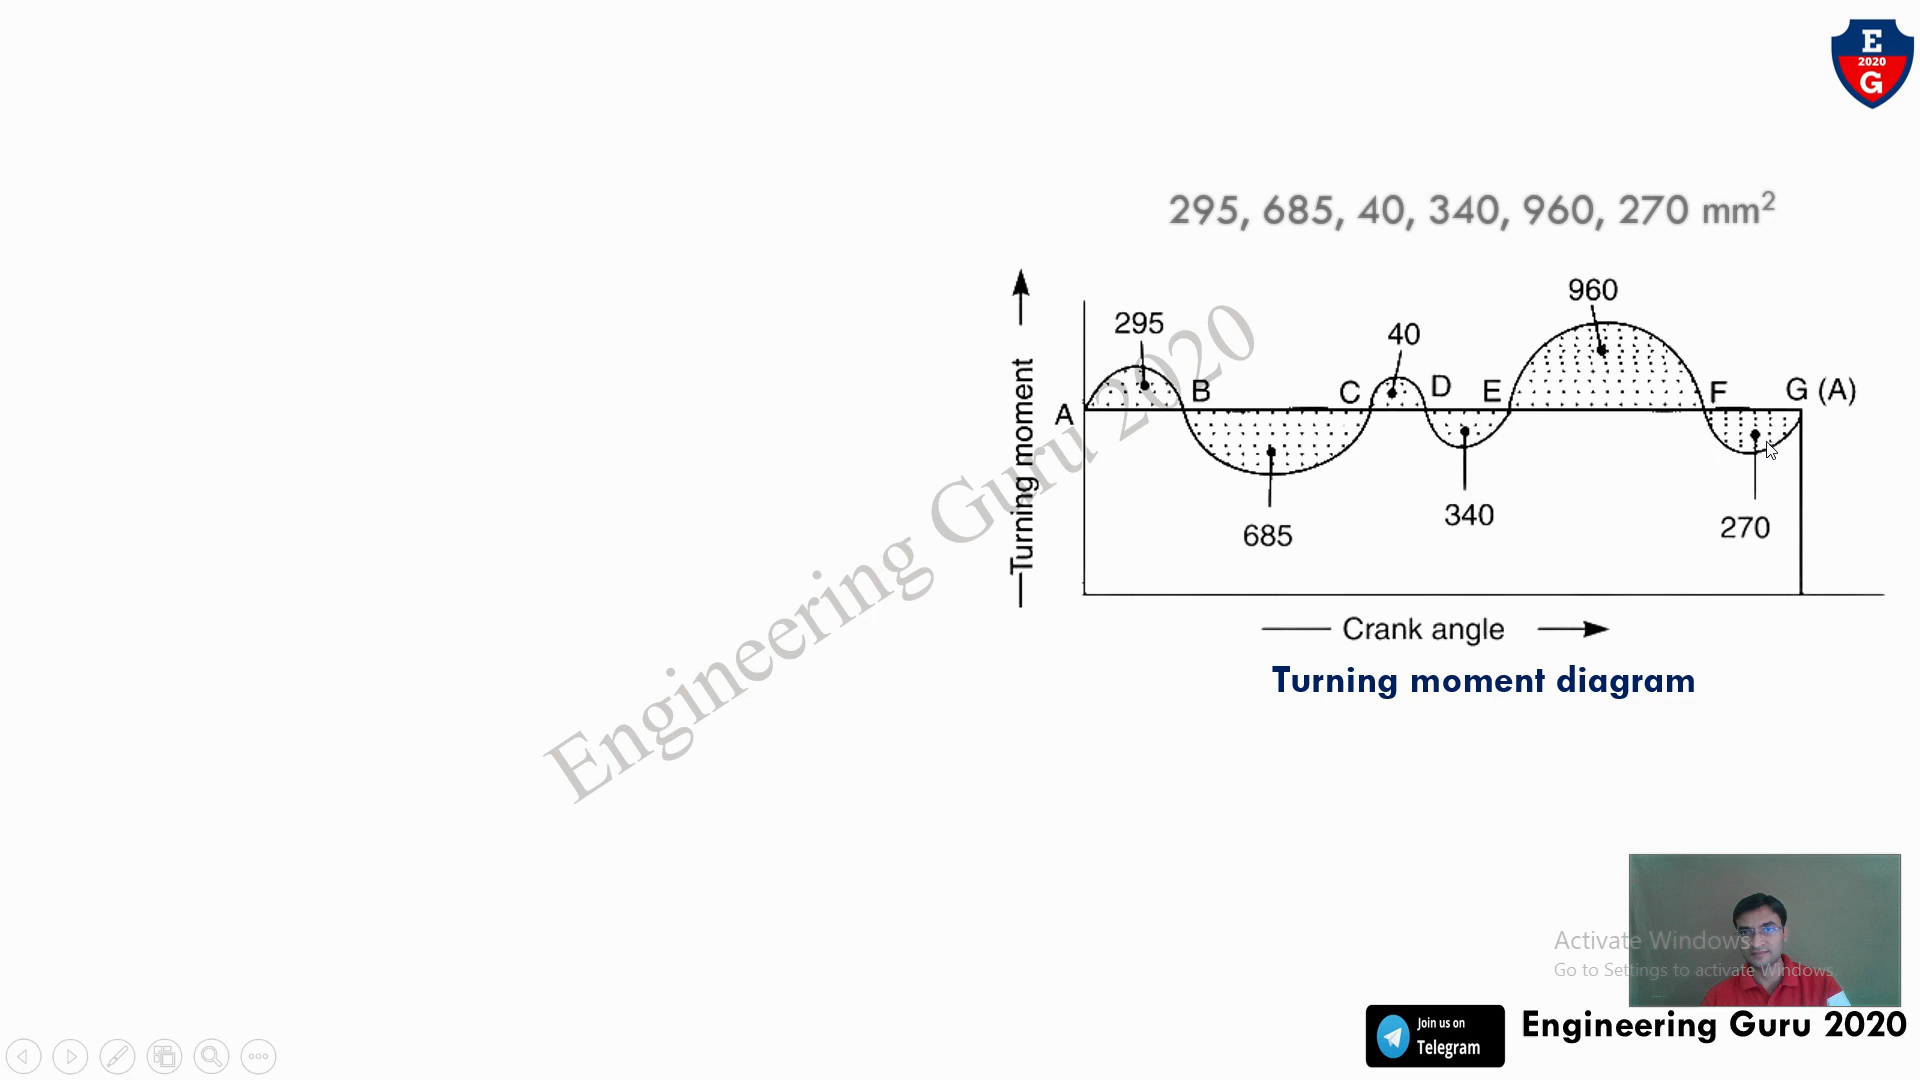 E
2020
G
295, 685, 40, 340, 960, 270 mm²
960
295
40
A
B
C
D
E
F
G (A)
685
340
270
Turning moment
Crank angle
Turning moment diagram
Engineering Guru 2020
Activate Windows
Go to Settings to activate Windows.
Join us on
Telegram
Engineering Guru 2020